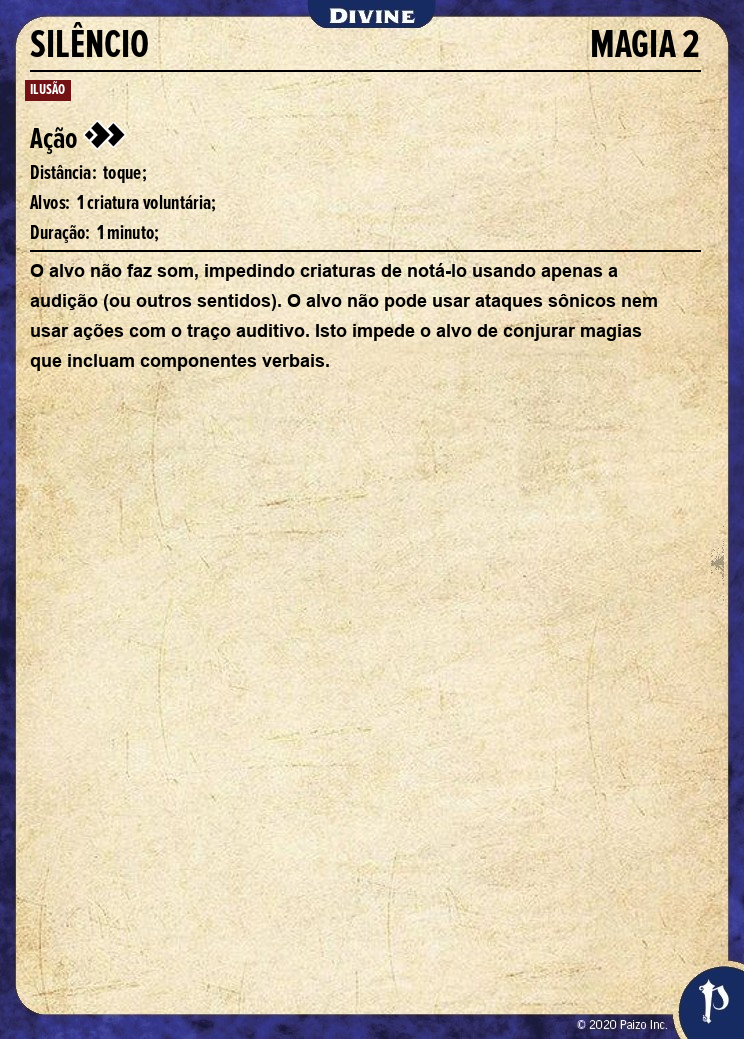 DIVINE
SILÊNCIO MAGIA 2
ILUSÃO
Ação
Distância: toque;
Alvos: 1 criatura voluntária;
Duração: 1 minuto;
O alvo não faz som, impedindo criaturas de notá-lo usando apenas a
audição (ou outros sentidos). O alvo não pode usar ataques sônicos nem
usar ações com o traço auditivo. Isto impede o alvo de conjurar magias
que incluam componentes verbais.
© 2020 Paizo Inc.
P